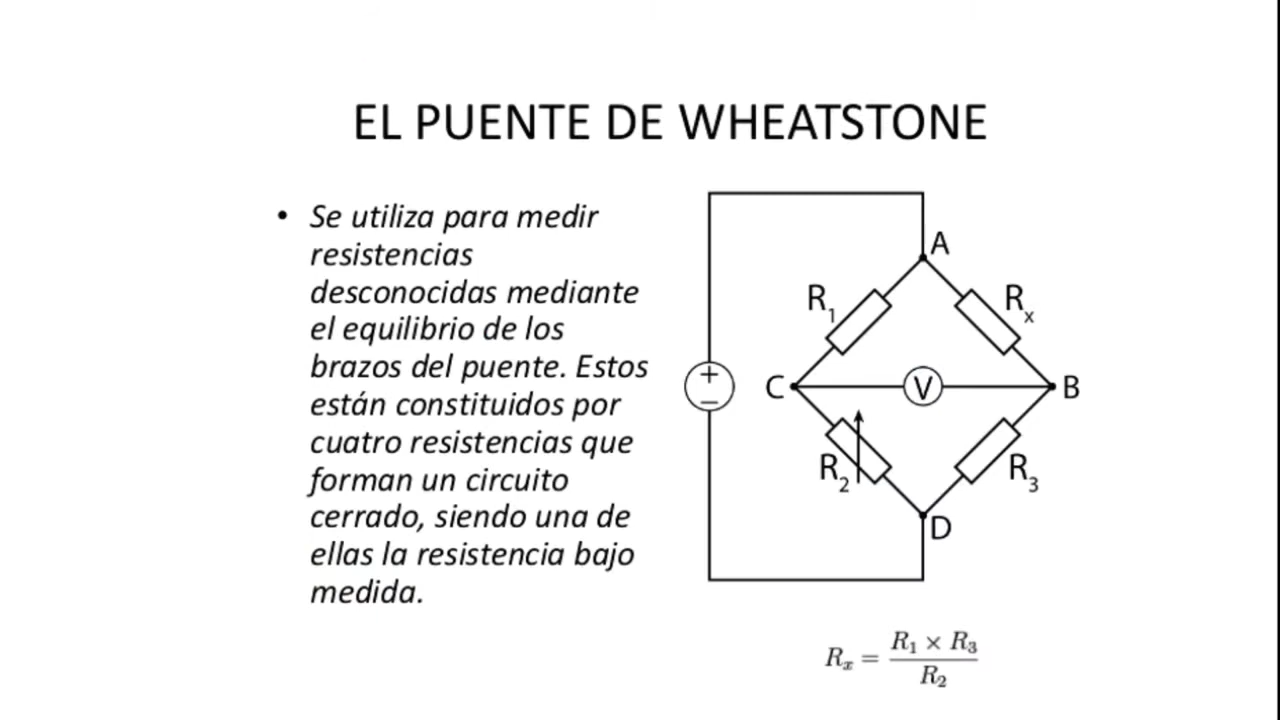 EL PUENTE DE WHEATSTONE
• Se utiliza para medir
resistencias
desconocidas mediante
el equilibrio de los
brazos del puente. Estos
están constituidos por
cuatro resistencias que
forman un circuito
cerrado, siendo una de
ellas la resistencia bajo
medida.
A
R₁
Rₓ
+
−
C
V
B
R₂
R₃
D
Rₓ = R₁ × R₃ / R₂